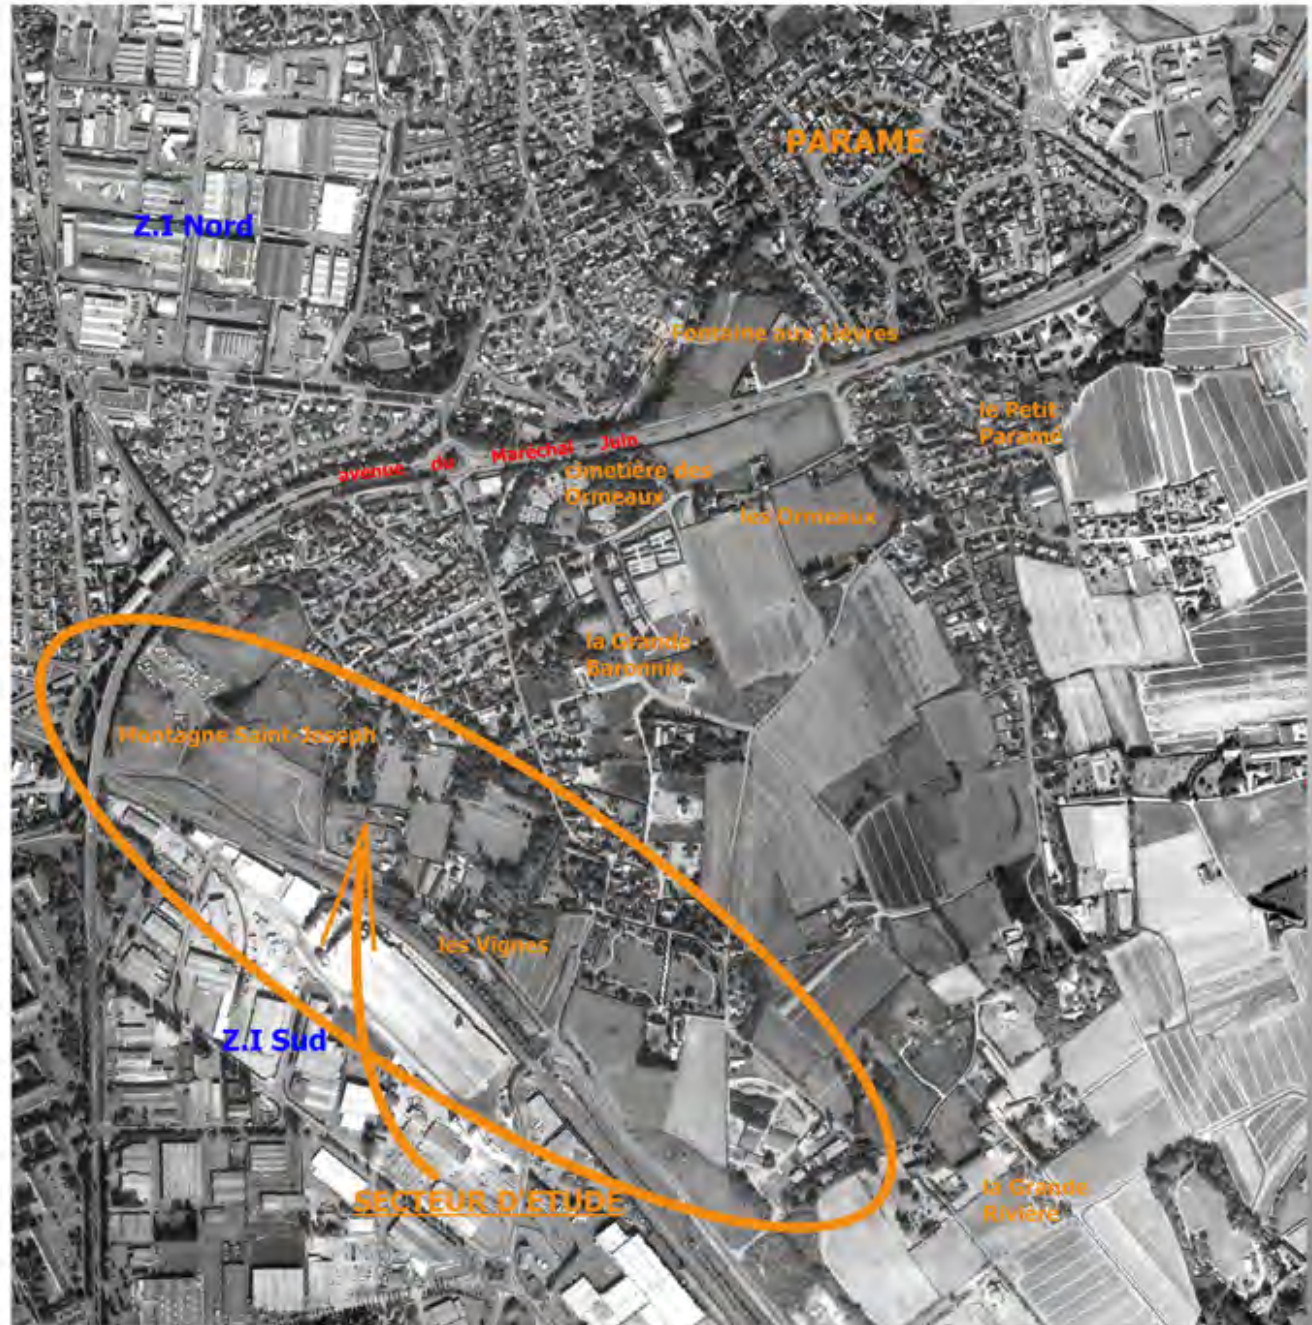 PARAME
Z.I Nord
Fontaine aux Lièvres
le Petit
Paramé
avenue du Maréchal Juin
cimetière des
Ormeaux
les Ormeaux
la Grande
Baronnie
Montagne Saint-Joseph
les Vignes
Z.I Sud
SECTEUR D'ETUDE
la Grande
Rivière